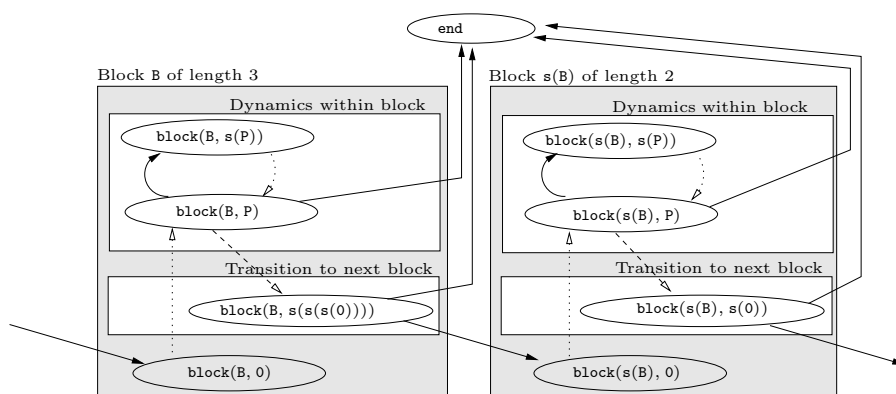 end
Block B of length 3
Dynamics within block
block(B, s(P))
block(B, P)
Transition to next block
block(B, s(s(s(0))))
block(B, 0)
Block s(B) of length 2
Dynamics within block
block(s(B), s(P))
block(s(B), P)
Transition to next block
block(s(B), s(0))
block(s(B), 0)